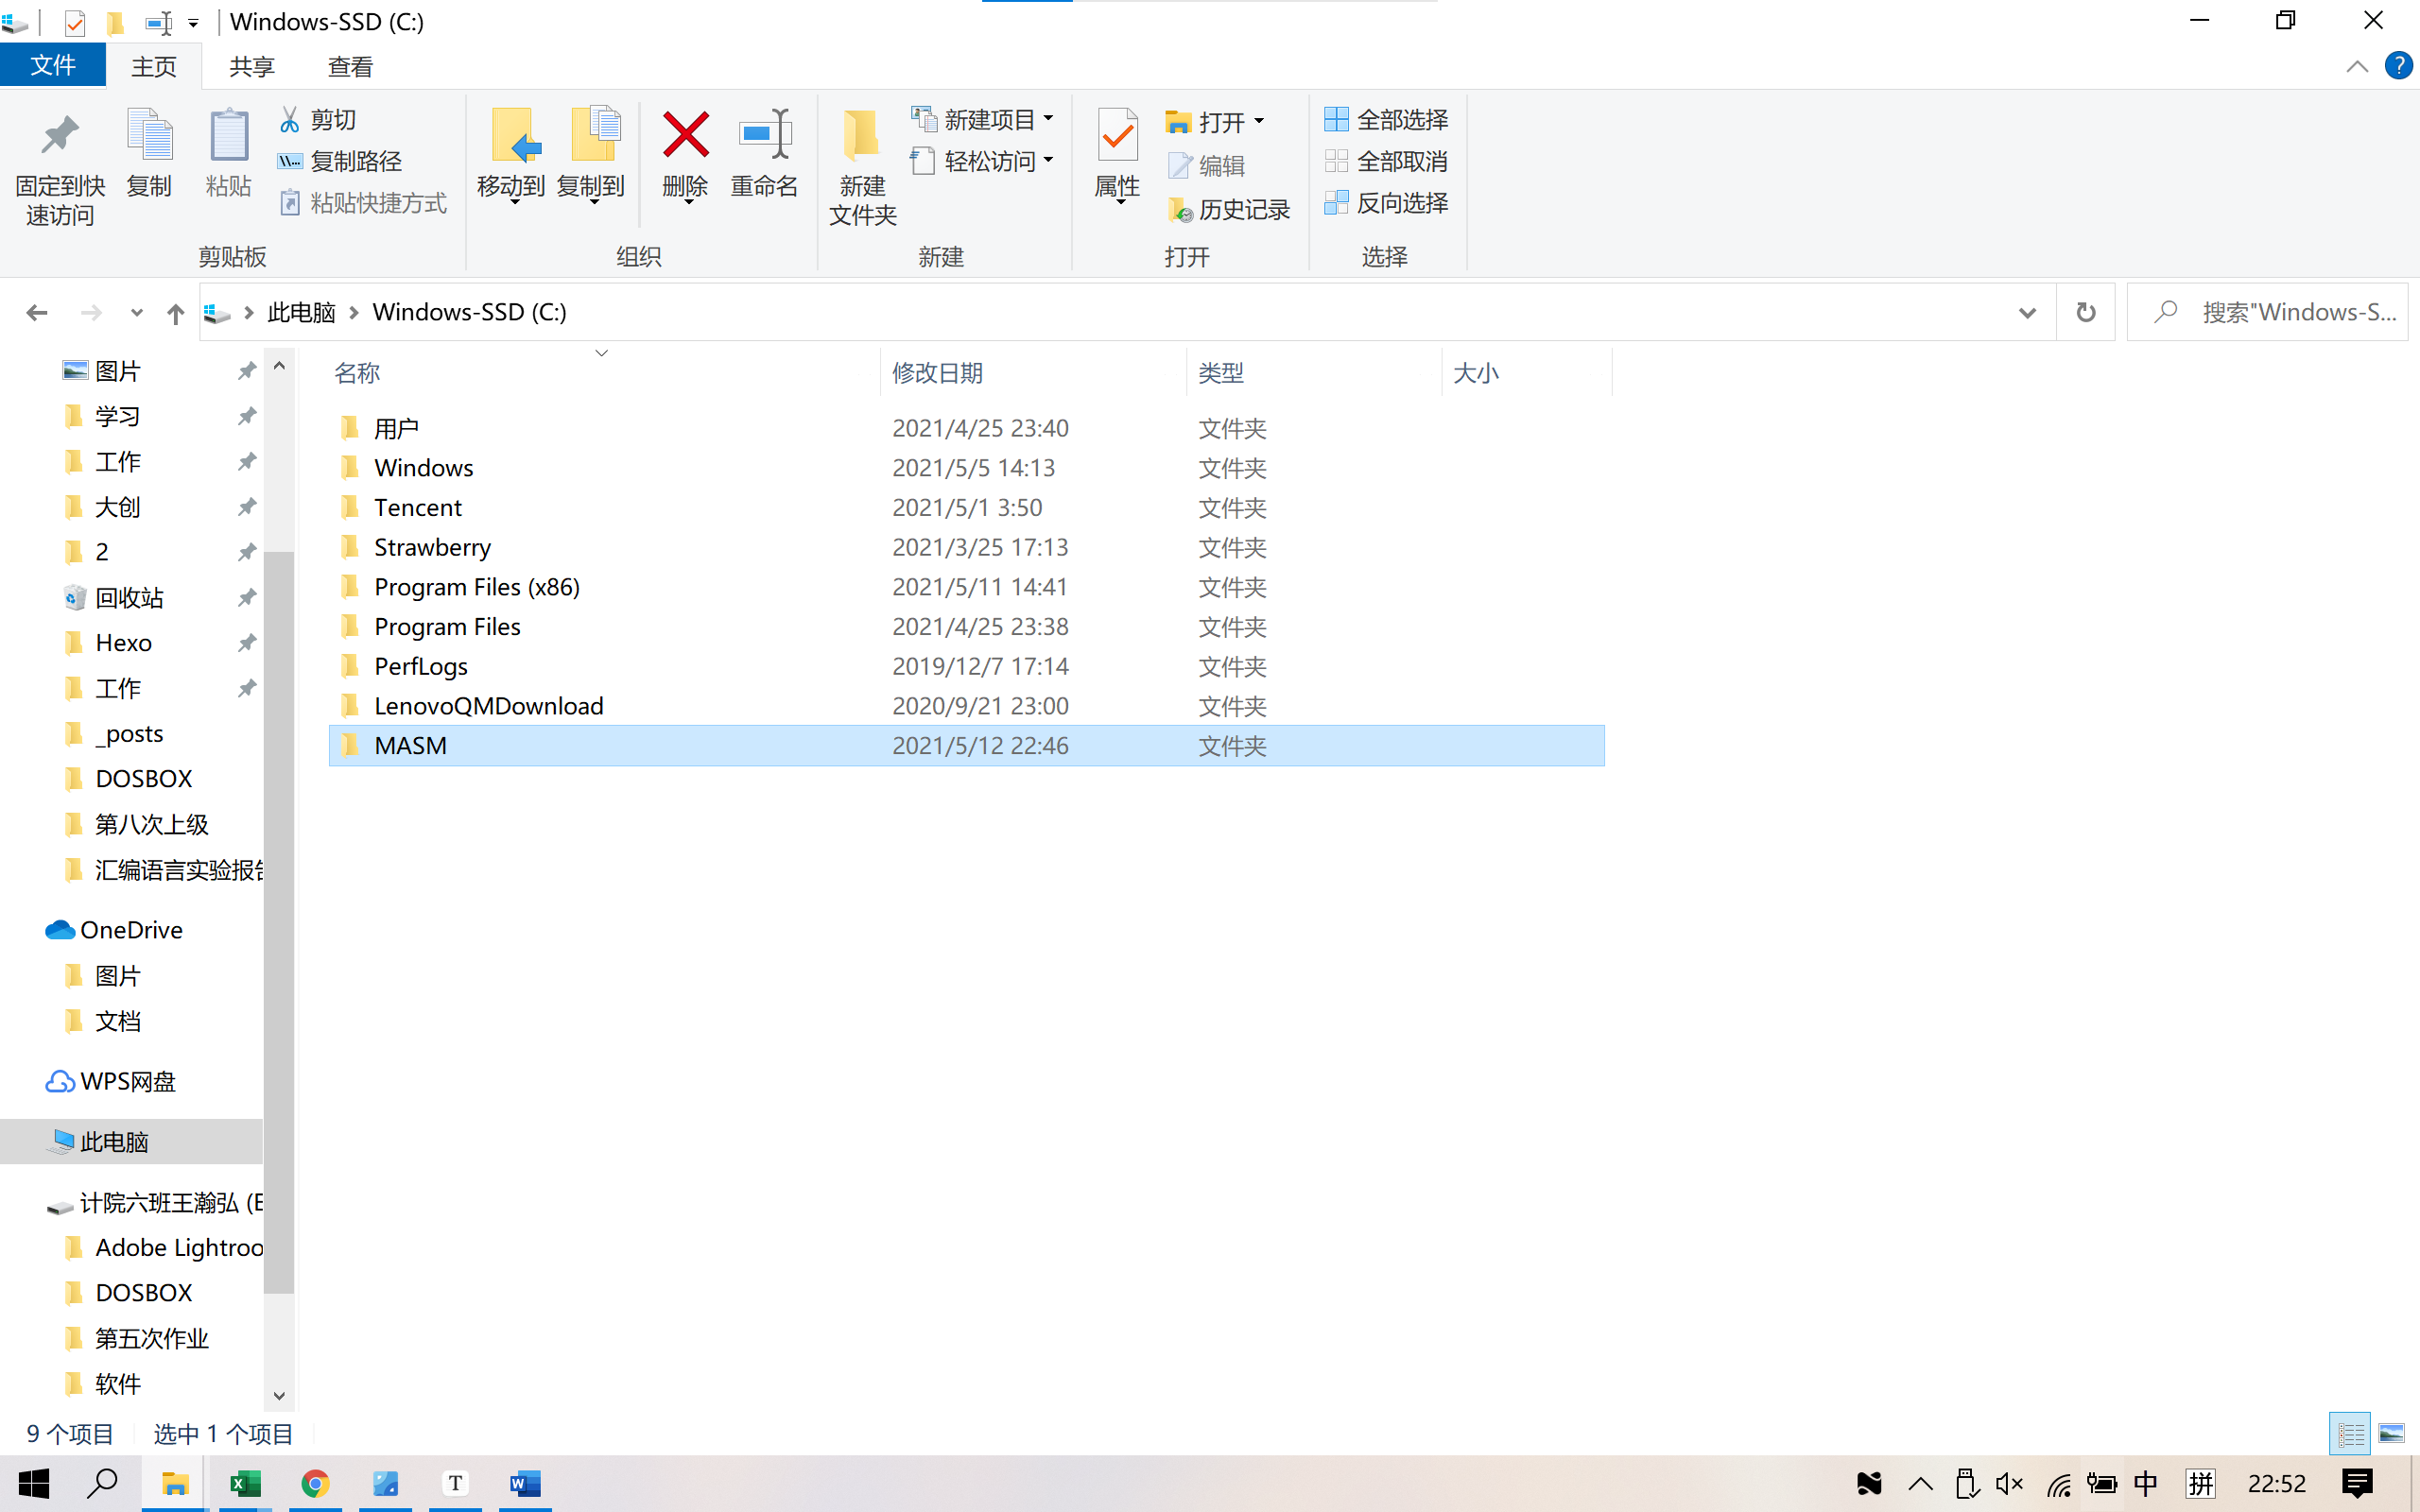 Windows-SSD (C:)
文件 主页 共享 查看
固定到快速访问 复制 粘贴 剪切 复制路径 粘贴快捷方式 移动到 复制到 删除 重命名 新建文件夹 新建项目 轻松访问 属性 打开 编辑 历史记录 全部选择 全部取消 反向选择
剪贴板 组织 新建 打开 选择
此电脑 Windows-SSD (C:) 搜索"Windows-S...
名称 修改日期 类型 大小
用户 2021/4/25 23:40 文件夹
Windows 2021/5/5 14:13 文件夹
Tencent 2021/5/1 3:50 文件夹
Strawberry 2021/3/25 17:13 文件夹
Program Files (x86) 2021/5/11 14:41 文件夹
Program Files 2021/4/25 23:38 文件夹
PerfLogs 2019/12/7 17:14 文件夹
LenovoQMDownload 2020/9/21 23:00 文件夹
MASM 2021/5/12 22:46 文件夹
图片
学习
工作
大创
2
回收站
Hexo
工作
_posts
DOSBOX
第八次上级
汇编语言实验报告
OneDrive
图片
文档
WPS网盘
此电脑
计院六班王瀚弘 (E
Adobe Lightroo
DOSBOX
第五次作业
软件
9 个项目 选中 1 个项目
中 拼 22:52